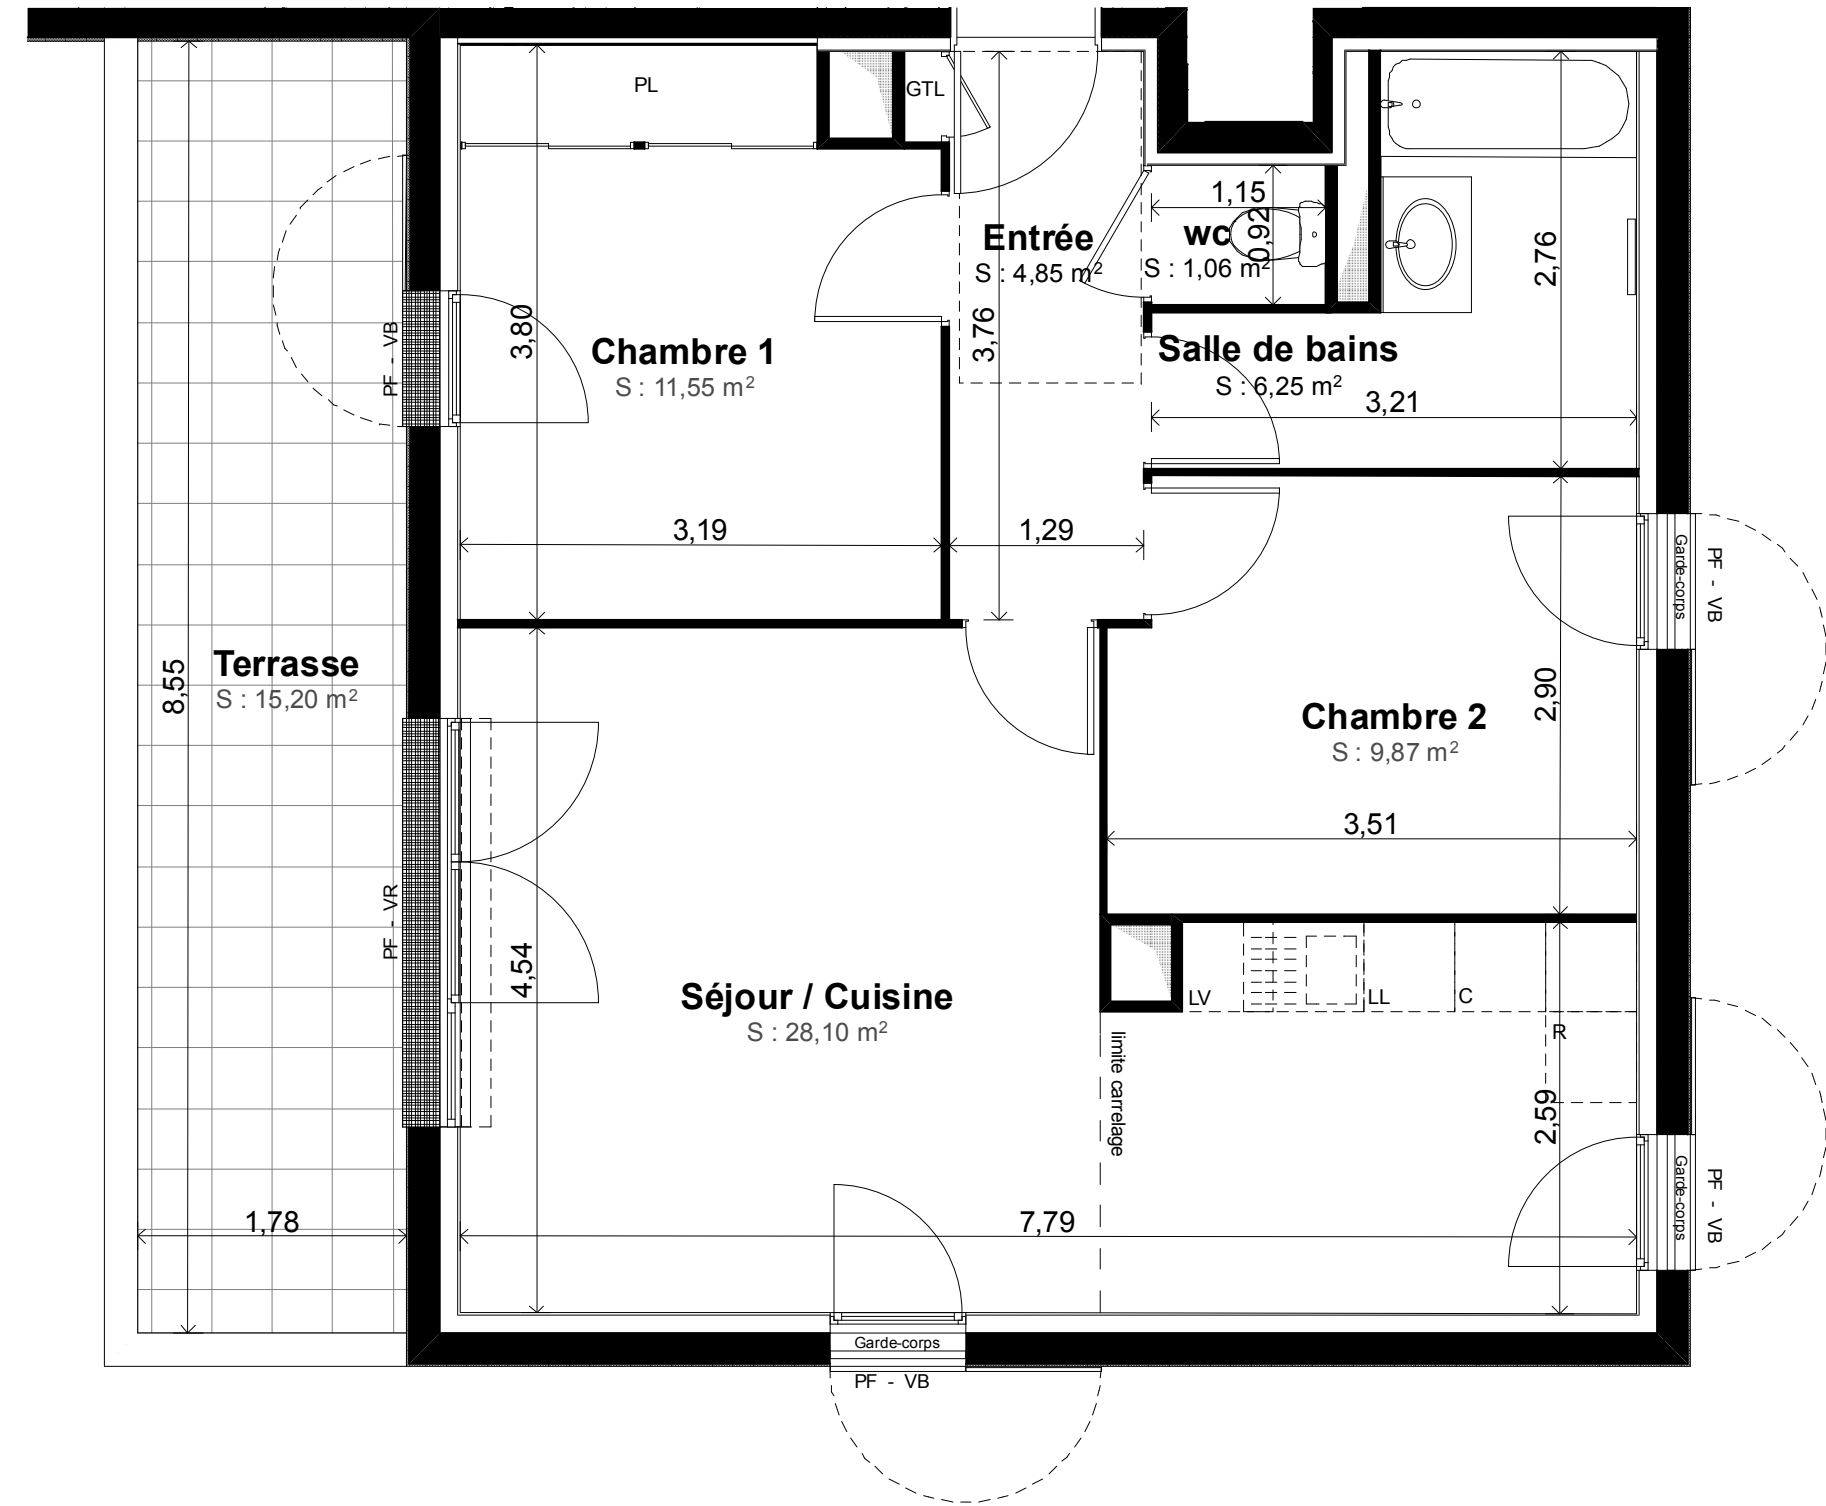 PL
GTL
1,15
0,92
wc
S : 1,06 m²
Entrée
S : 4,85 m²
2,76
3,80
3,76
PF - VB
Chambre 1
S : 11,55 m²
Salle de bains
S : 6,25 m²
3,21
3,19
1,29
Garde-corps
PF - VB
8,55
Terrasse
S : 15,20 m²
2,90
Chambre 2
S : 9,87 m²
3,51
PF - VR
4,54
Séjour / Cuisine
S : 28,10 m²
LV
LL
C
R
limite carrelage
2,59
Garde-corps
PF - VB
1,78
7,79
Garde-corps
PF - VB